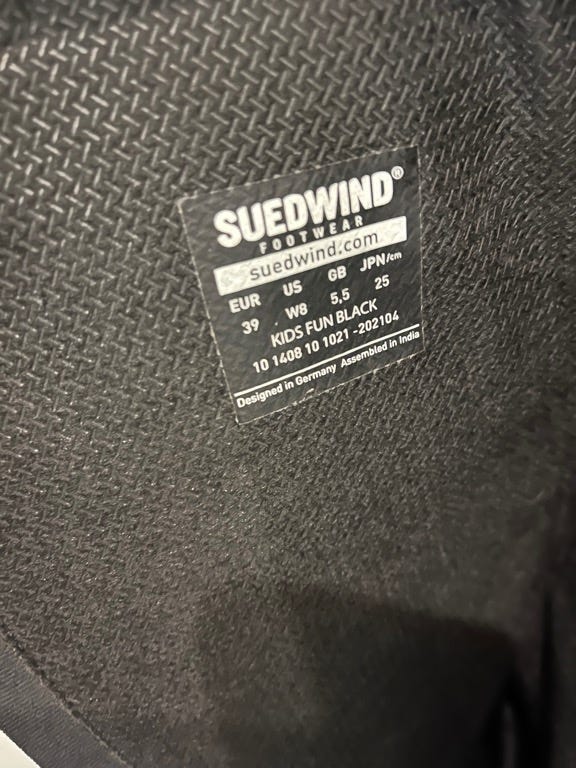 SUEDWIND®
FOOTWEAR
suedwind.com
EUR US GB JPN/cm
39 W8 5,5 25
KIDS FUN BLACK
10 1408 10 1021 -202104
Designed in Germany Assembled in India